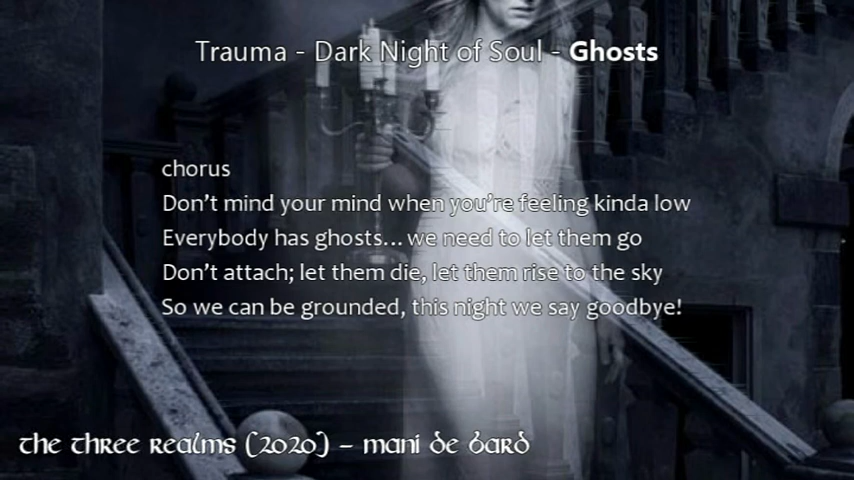 Trauma - Dark Night of Soul - Ghosts
chorus
Don't mind your mind when you're feeling kinda low
Everybody has ghosts... we need to let them go
Don't attach; let them die, let them rise to the sky
So we can be grounded, this night we say goodbye!
The Three Realms (2020) - Mani de Bard